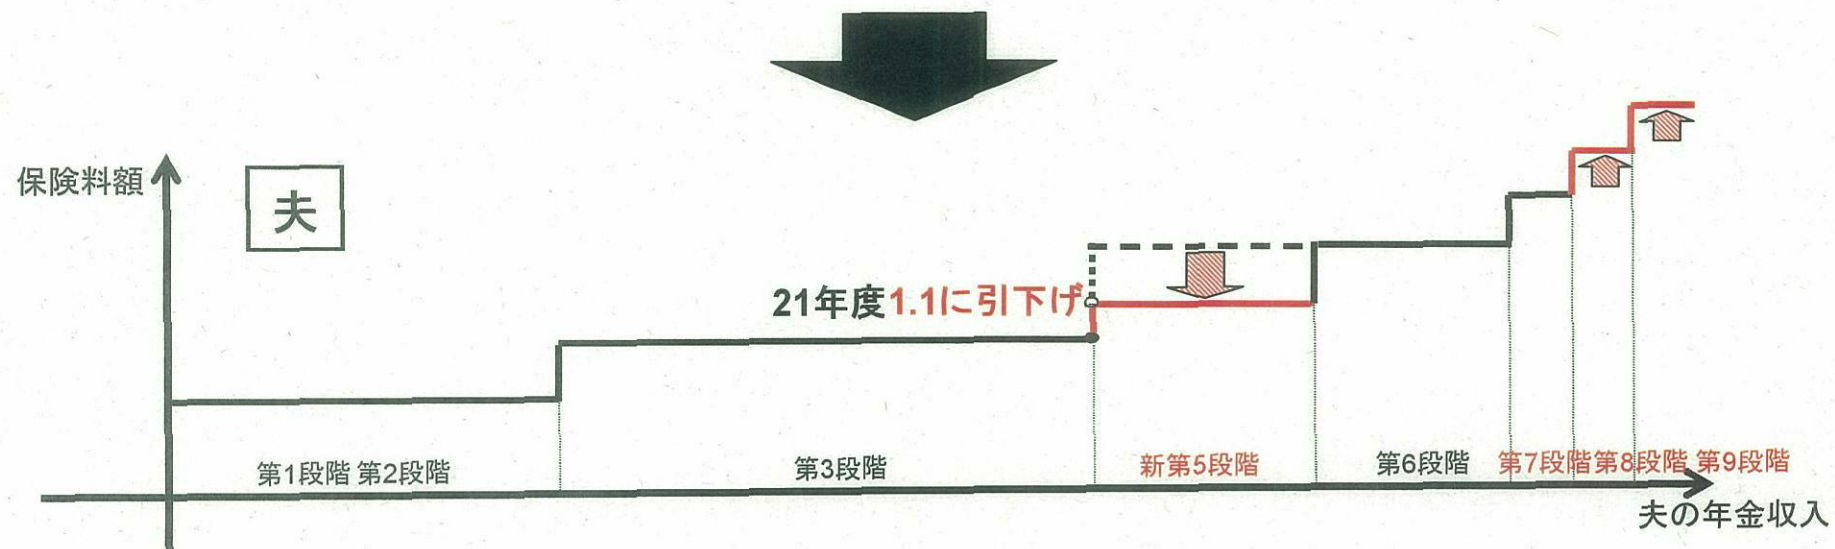 保険料額
夫
21年度1.1に引下げ
第1段階 第2段階
第3段階
新第5段階
第6段階
第7段階
第8段階
第9段階
夫の年金収入